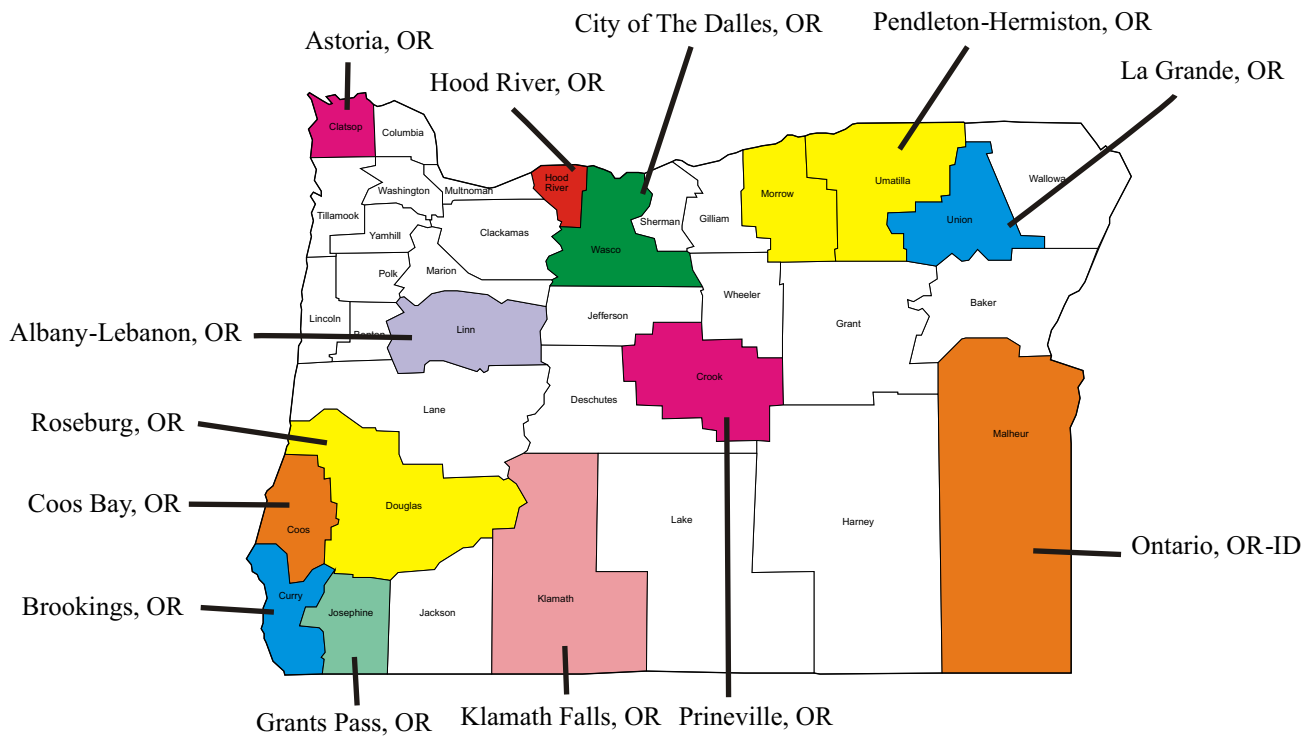 City of The Dalles, OR
Pendleton-Hermiston, OR
Astoria, OR
La Grande, OR
Hood River, OR
Clatsop
Columbia
Hood
River
Washington
Multnomah
Morrow
Umatilla
Wallowa
Tillamook
Sherman
Gilliam
Union
Yamhill
Clackamas
Wasco
Polk
Marion
Wheeler
Baker
Lincoln
Benton
Linn
Jefferson
Grant
Albany-Lebanon, OR
Crook
Deschutes
Lane
Roseburg, OR
Malheur
Coos Bay, OR
Douglas
Coos
Lake
Harney
Ontario, OR-ID
Curry
Klamath
Brookings, OR
Josephine
Jackson
Grants Pass, OR
Klamath Falls, OR
Prineville, OR